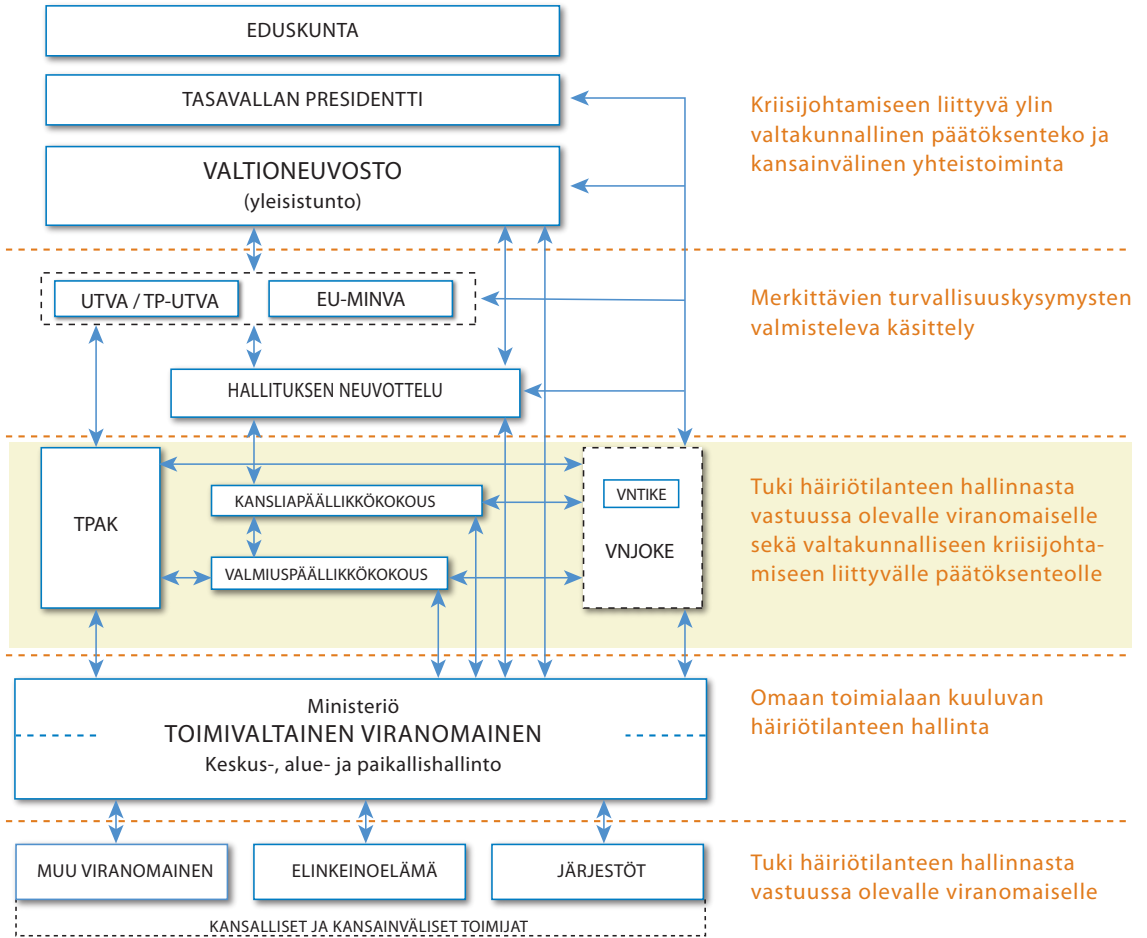 EDUSKUNTA
TASAVALLAN PRESIDENTTI
VALTIONEUVOSTO
(yleisistunto)
Kriisijohtamiseen liittyvä ylin
valtakunnallinen päätöksenteko ja
kansainvälinen yhteistoiminta
UTVA / TP-UTVA
EU-MINVA
HALLITUKSEN NEUVOTTELU
Merkittävien turvallisuuskysymysten
valmisteleva käsittely
TPAK
KANSLIAPÄÄLLIKKÖKOKOUS
VALMIUSPÄÄLLIKKÖKOKOUS
VNTIKE
VNJOKE
Tuki häiriötilanteen hallinnasta
vastuussa olevalle viranomaiselle
sekä valtakunnalliseen kriisijohta-
miseen liittyvälle päätöksenteolle
Ministeriö
TOIMIVALTAINEN VIRANOMAINEN
Keskus-, alue- ja paikallishallinto
Omaan toimialaan kuuluvan
häiriötilanteen hallinta
MUU VIRANOMAINEN
ELINKEINOELÄMÄ
JÄRJESTÖT
KANSALLISET JA KANSAINVÄLISET TOIMIJAT
Tuki häiriötilanteen hallinnasta
vastuussa olevalle viranomaiselle